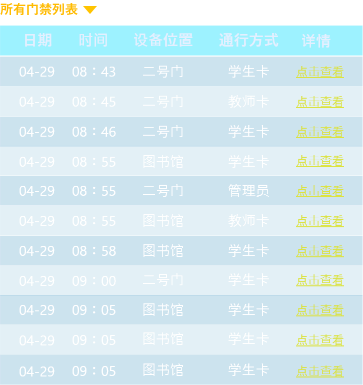 所有门禁列表
日期 时间 设备位置 通行方式 详情
04-29 08：43 二号门 学生卡 点击查看
04-29 08：45 二号门 教师卡 点击查看
04-29 08：46 二号门 学生卡 点击查看
04-29 08：55 图书馆 学生卡 点击查看
04-29 08：55 二号门 管理员 点击查看
04-29 08：55 图书馆 教师卡 点击查看
04-29 08：58 图书馆 学生卡 点击查看
04-29 09：00 二号门 学生卡 点击查看
04-29 09：05 图书馆 学生卡 点击查看
04-29 09：05 图书馆 学生卡 点击查看
04-29 09：05 图书馆 学生卡 点击查看